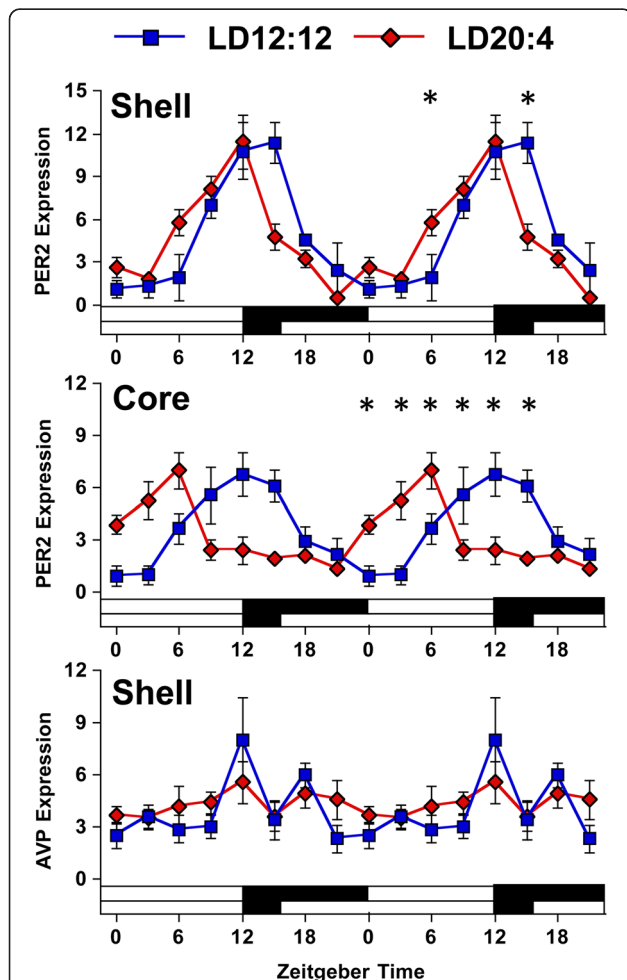 LD12:12 LD20:4
Shell
* *
15
12
9
6
3
0
PER2 Expression
0 6 12 18 0 6 12 18
Core
* * * * * *
12
9
6
3
0
PER2 Expression
0 6 12 18 0 6 12 18
Shell
12
9
6
3
0
AVP Expression
0 6 12 18 0 6 12 18
Zeitgeber Time